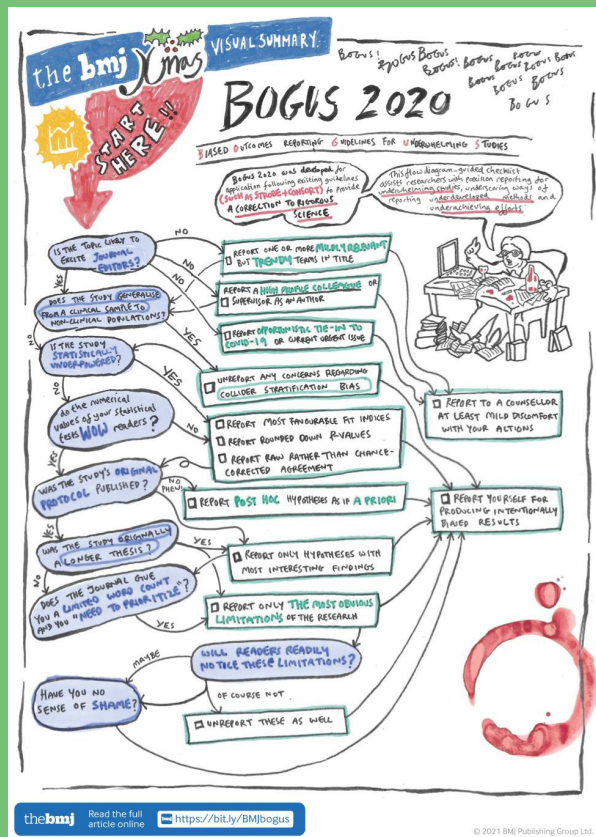 the bmj Xmas
VISUAL SUMMARY
START
HERE!!
BOGUS! BOGUS BOGUS
BOGUS! BOGUS BOGUS BOGUS BOGUS
BOGUS BOGUS
BOGUS
BOGUS 2020
BIASED OUTCOMES REPORTING GUIDELINES FOR UNDERWHELMING STUDIES
BOGUS 2020 was developed for
application following existing guidelines
(such as STROBE + CONSORT) to PROVIDE
A CORRECTION TO RIGOROUS
SCIENCE
This flow diagram-guided checklist
assists researchers with precision reporting for
underwhelming studies, underscoring ways of
reporting underdeveloped methods and
underachieving effects
IS THE TOPIC LIKELY TO
EXCITE JOURNAL
EDITORS?
NO
NO
NO
YES
REPORT ONE OR MORE MILDLY RELEVANT
BUT TRENDY TERMS IN TITLE
REPORT A HIGH PROFILE COLLEAGUE OR
SUPERVISOR AS AN AUTHOR
REPORT OPPORTUNISTIC TIE-IN TO
COVID-19 OR CURRENT URGENT ISSUE
DOES THE STUDY GENERALISE
FROM A CLINICAL SAMPLE TO
NON-CLINICAL POPULATIONS?
NO
YES
UNREPORT ANY CONCERNS REGARDING
COLLIDER STRATIFICATION BIAS
IS THE STUDY
STATISTICALLY
UNDERPOWERED?
YES
NO
do the numerical
values of your statistical
tests WOW readers?
NO
YES
REPORT MOST FAVOURABLE FIT INDICES
REPORT ROUNDED DOWN P-VALUES
REPORT RAW RATHER THAN CHANCE-
CORRECTED AGREEMENT
REPORT TO A COUNSELLOR
AT LEAST MILD DISCOMFORT
WITH YOUR ACTIONS
WAS THE STUDY'S ORIGINAL
PROTOCOL PUBLISHED?
NO
PHEW!
YES
REPORT POST HOC HYPOTHESES AS IF A PRIORI
REPORT YOURSELF FOR
PRODUCING INTENTIONALLY
BIASED RESULTS
WAS THE STUDY ORIGINALLY
A LONGER THESIS?
YES
NO
REPORT ONLY HYPOTHESES WITH
MOST INTERESTING FINDINGS
DOES THE JOURNAL GIVE
YOU A LIMITED WORD COUNT
AND YOU "NEED TO PRIORITIZE"?
YES
REPORT ONLY THE MOST OBVIOUS
LIMITATIONS OF THE RESEARCH
WILL READERS READILY
NOTICE THESE LIMITATIONS?
MAYBE
OF COURSE NOT
HAVE YOU NO
SENSE OF SHAME?
UNREPORT THESE AS WELL
thebmj
Read the full
article online
thebmj https://bit.ly/BMJbogus
© 2021 BMJ Publishing Group Ltd.